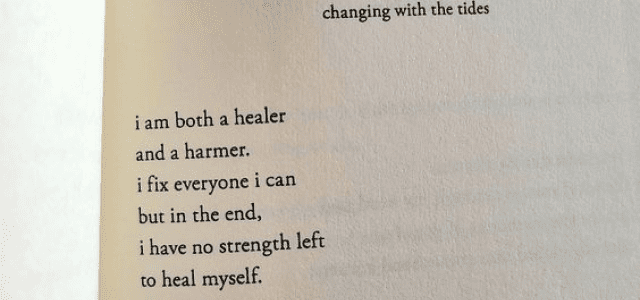 changing with the tides
i am both a healer
and a harmer.
i fix everyone i can
but in the end,
i have no strength left
to heal myself.